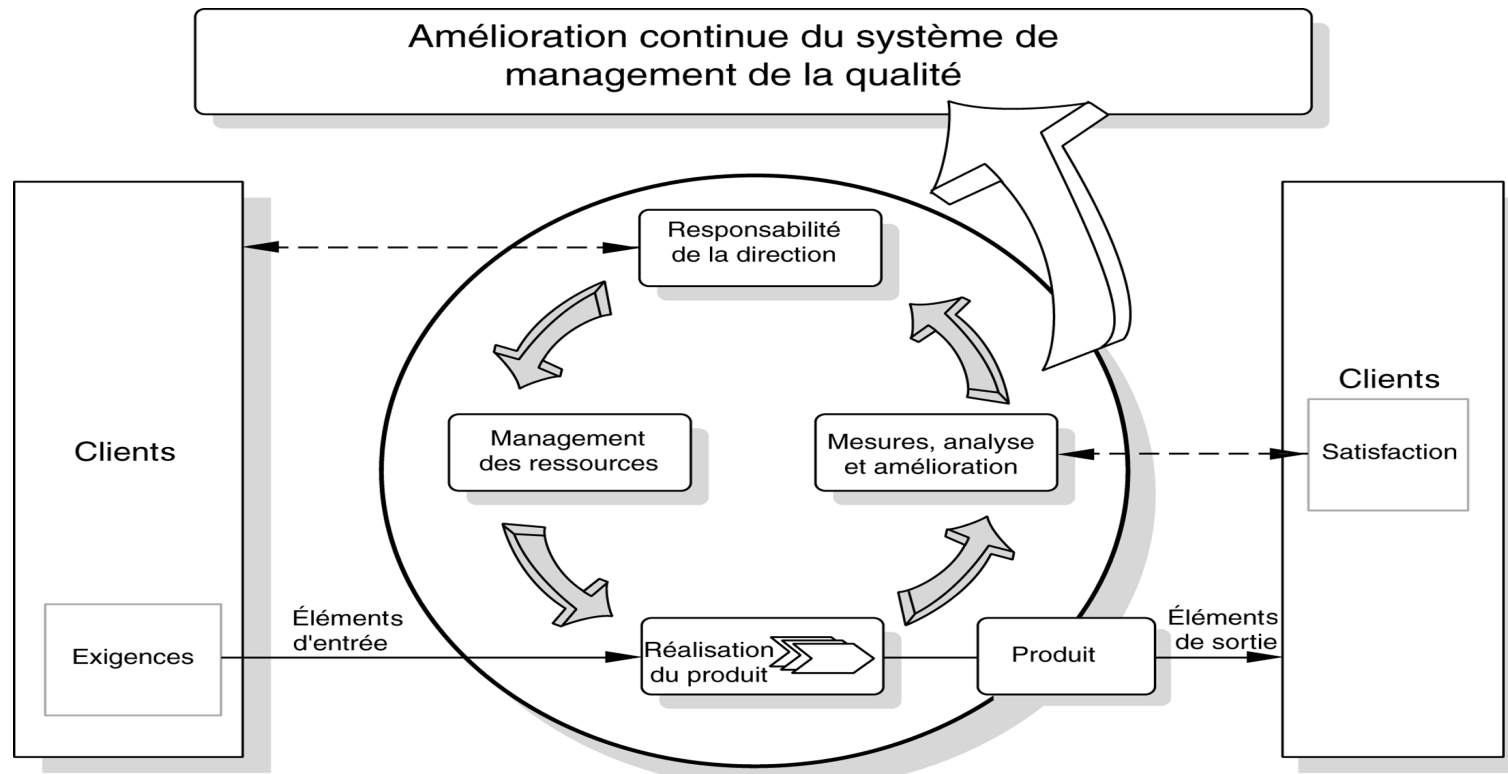 Amélioration continue du système de
management de la qualité
Responsabilité
de la direction
Clients
Management
des ressources
Mesures, analyse
et amélioration
Clients
Satisfaction
Exigences
Éléments
d'entrée
Réalisation
du produit
Produit
Éléments
de sortie